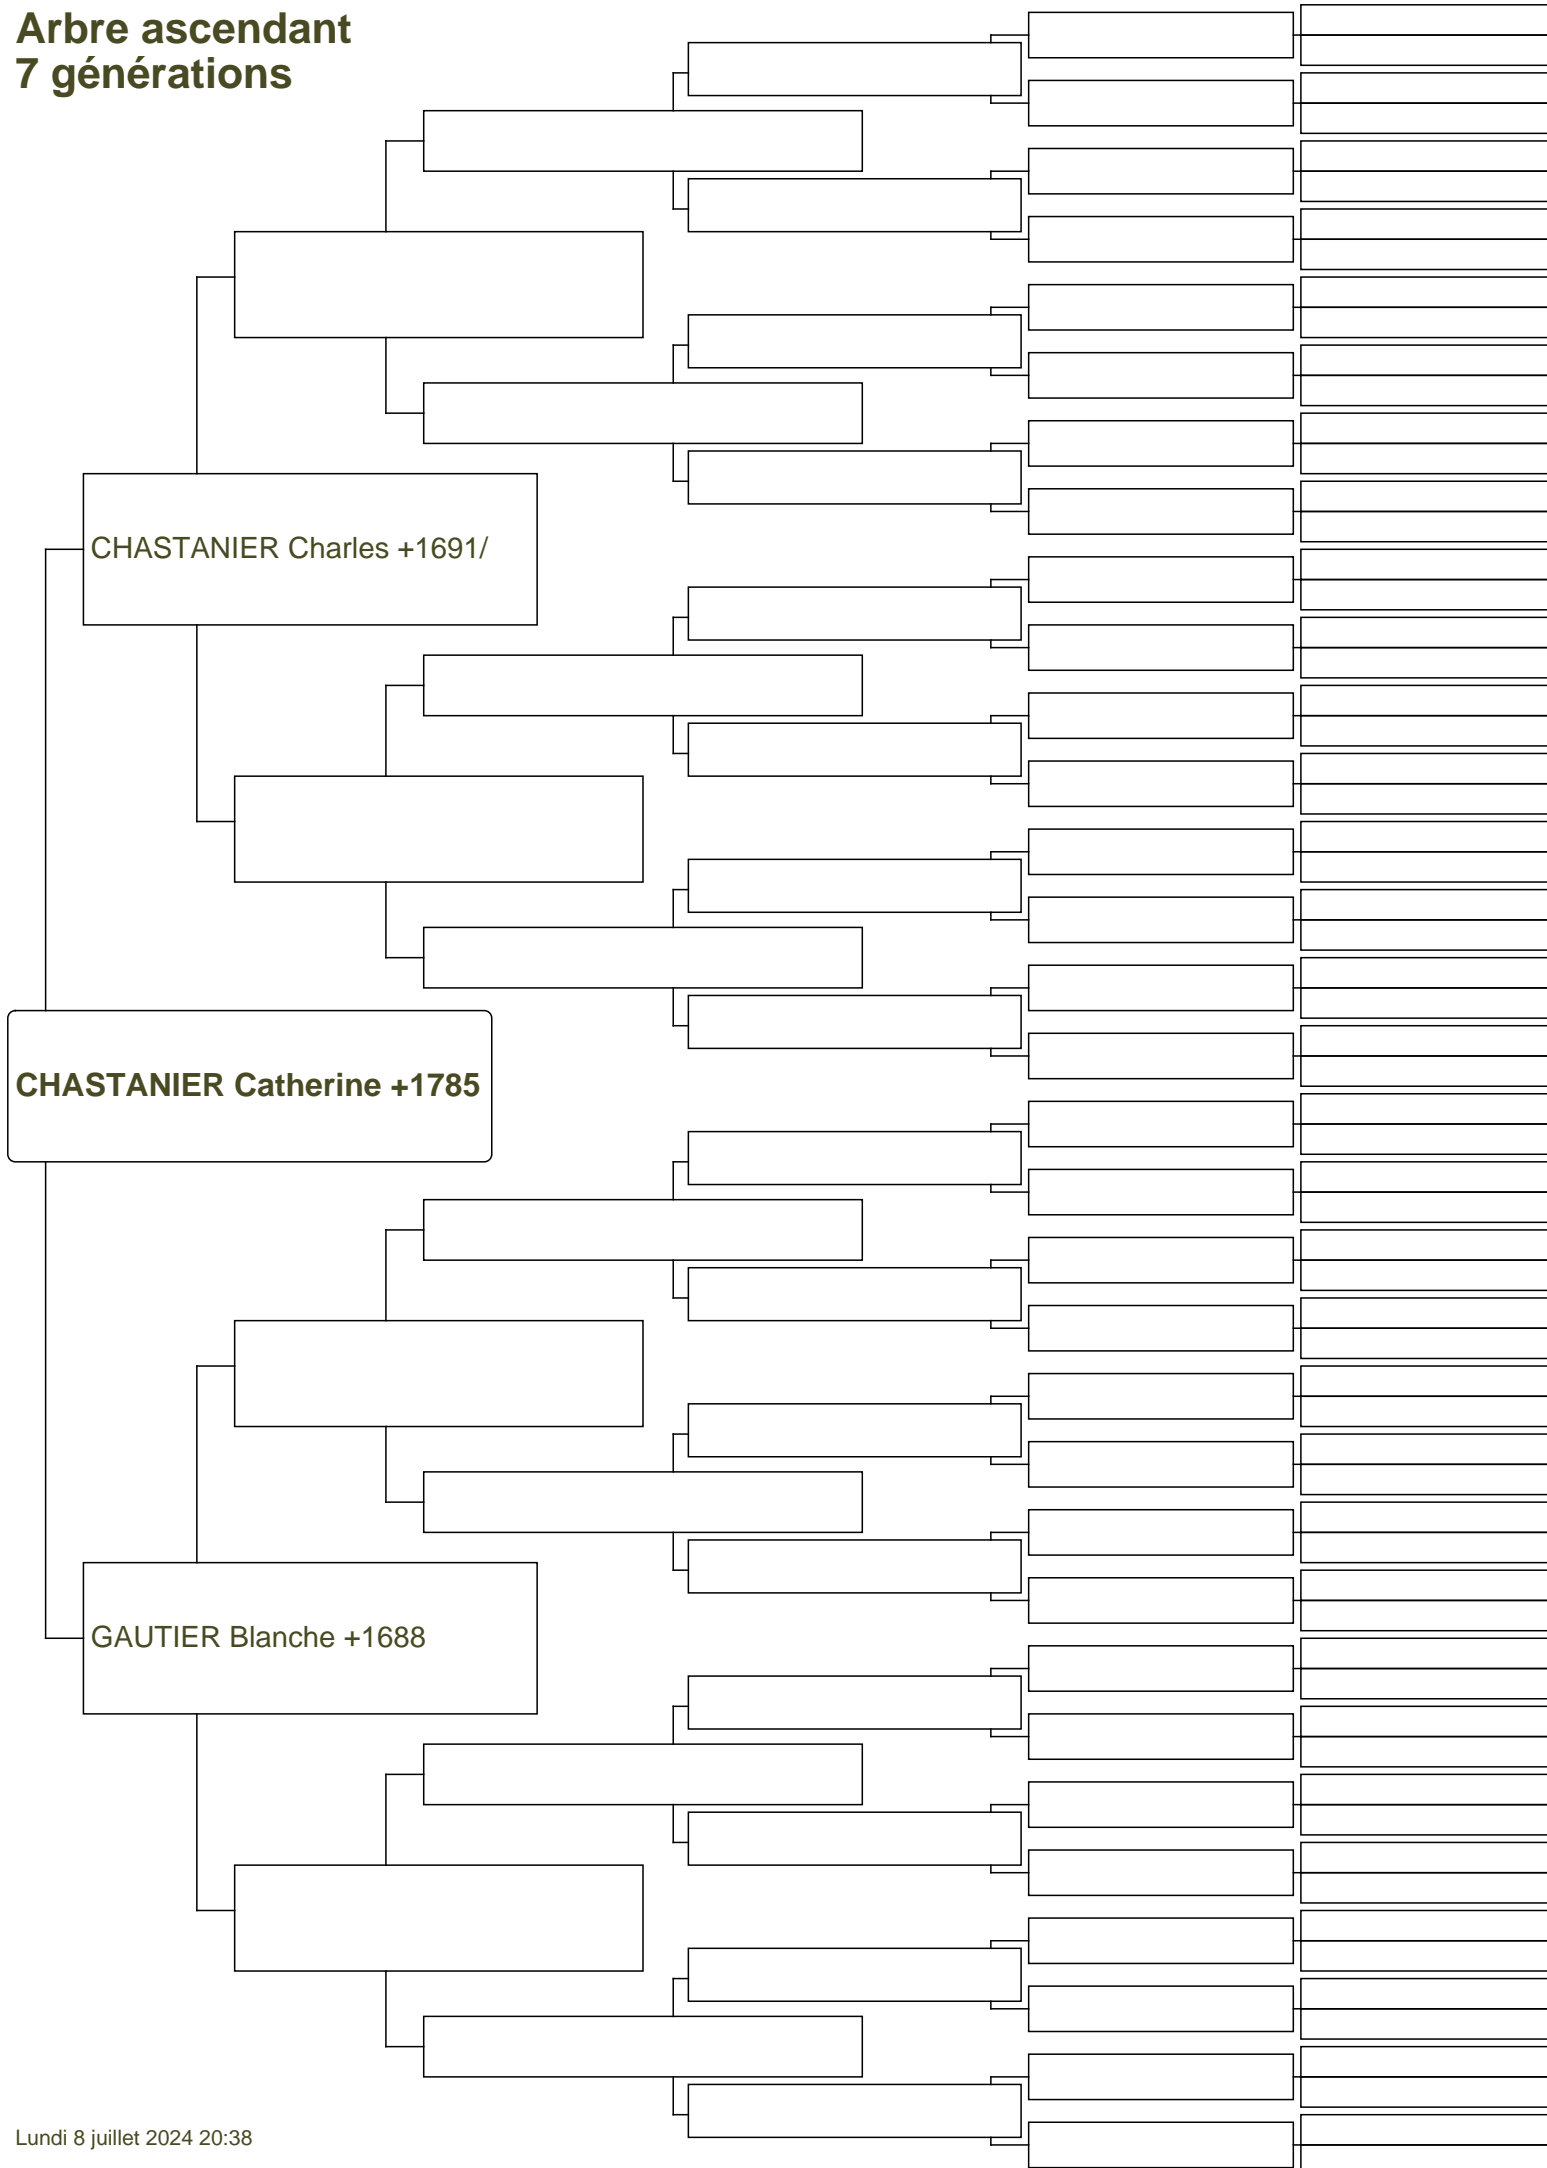 Arbre ascendant
7 générations
CHASTANIER Charles +1691/
CHASTANIER Catherine +1785
GAUTIER Blanche +1688
Lundi 8 juillet 2024 20:38